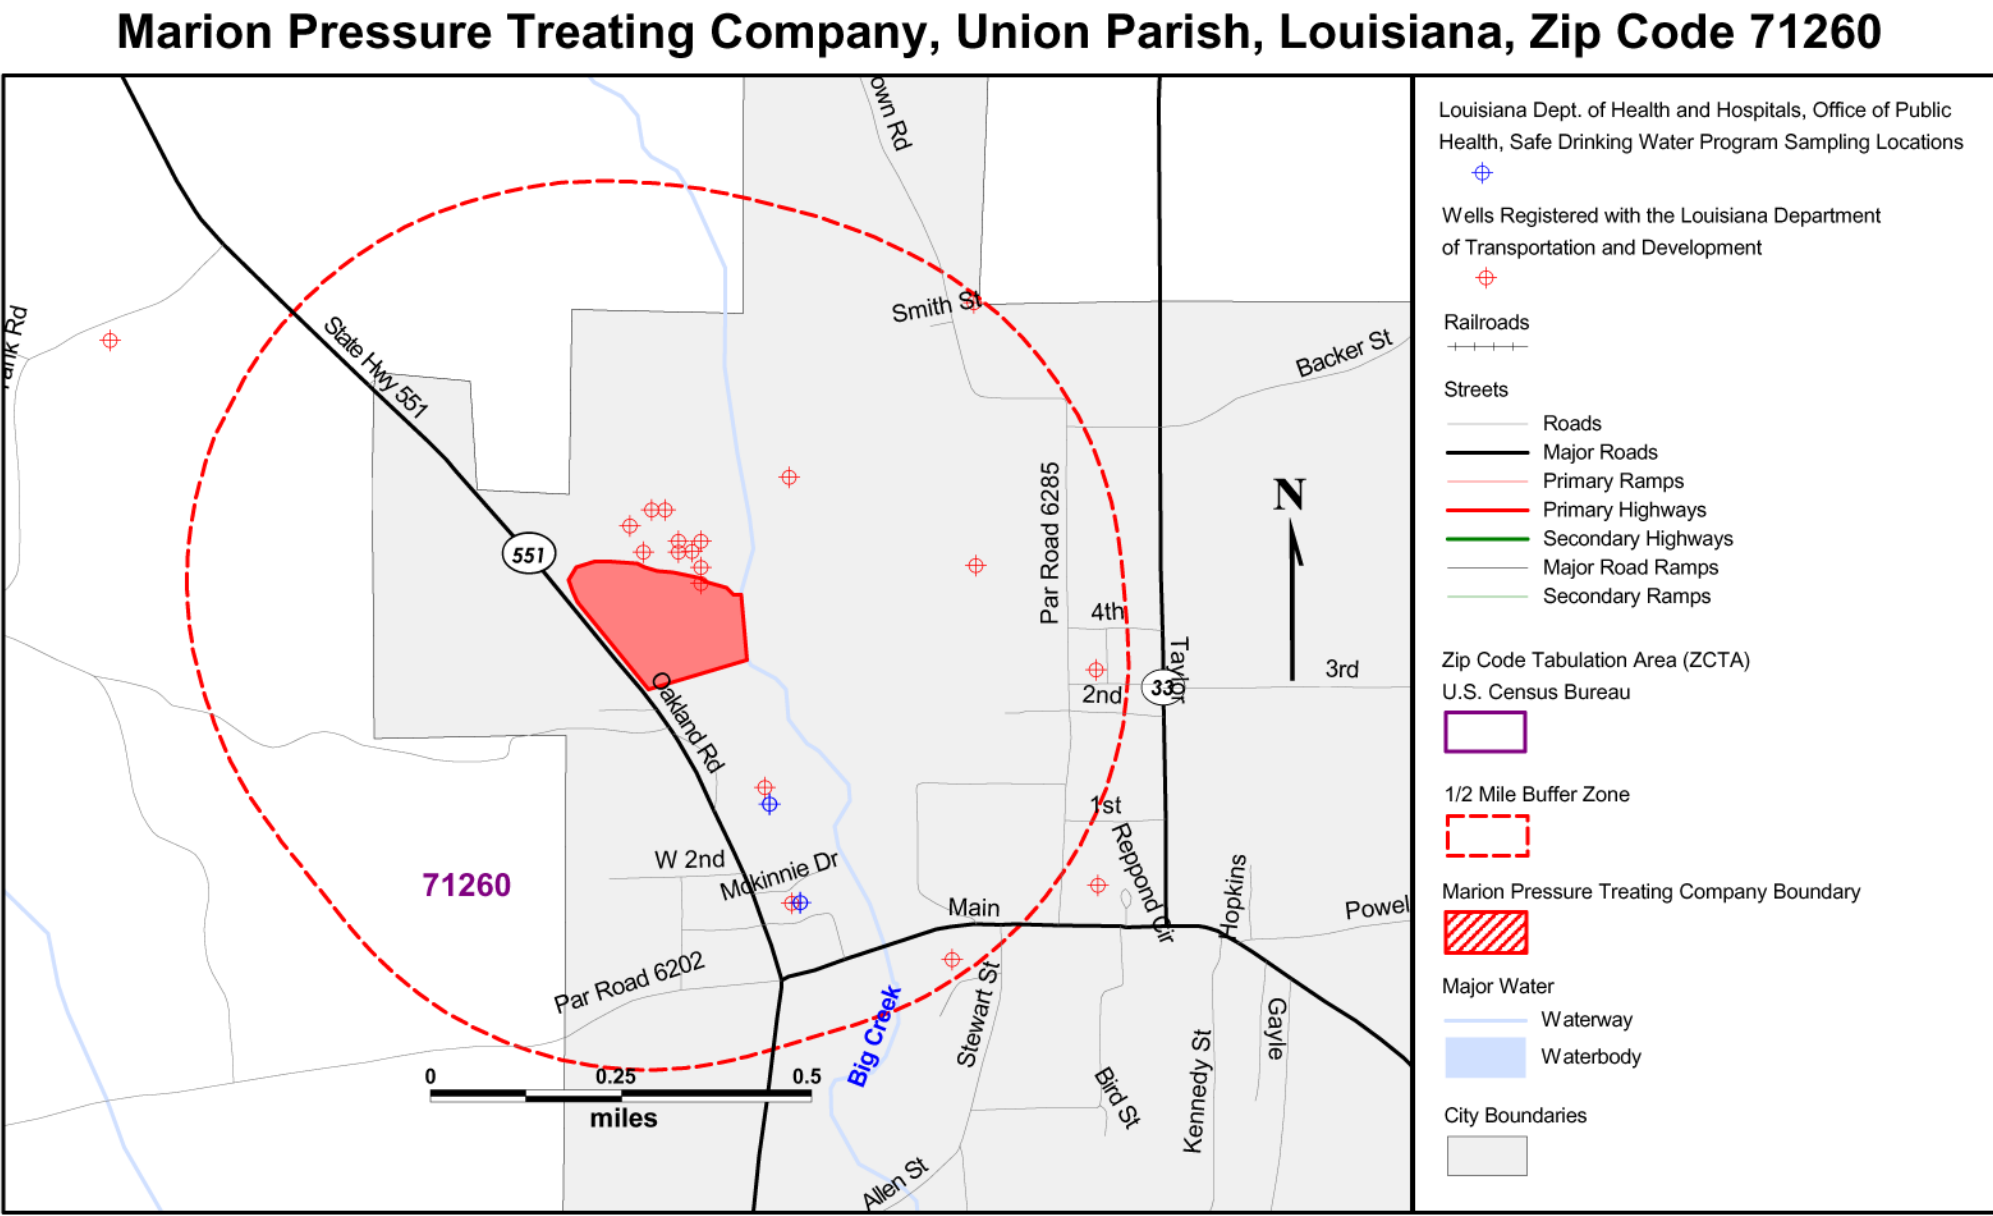 Marion Pressure Treating Company, Union Parish, Louisiana, Zip Code 71260
own Rd
Smith St
Backer St
State Hwy 551
551
Par Road 6285
N
4th
Taylor
33
3rd
2nd
Oakland Rd
1st
Reppond Cir
W 2nd
Mckinnie Dr
71260
Main
Hopkins
Powel
Par Road 6202
Big Creek
Stewart St
Gayle
Kennedy St
Bird St
Allen St
0 0.25 0.5
miles
Louisiana Dept. of Health and Hospitals, Office of Public
Health, Safe Drinking Water Program Sampling Locations
Wells Registered with the Louisiana Department
of Transportation and Development
Railroads
Streets
Roads
Major Roads
Primary Ramps
Primary Highways
Secondary Highways
Major Road Ramps
Secondary Ramps
Zip Code Tabulation Area (ZCTA)
U.S. Census Bureau
1/2 Mile Buffer Zone
Marion Pressure Treating Company Boundary
Major Water
Waterway
Waterbody
City Boundaries